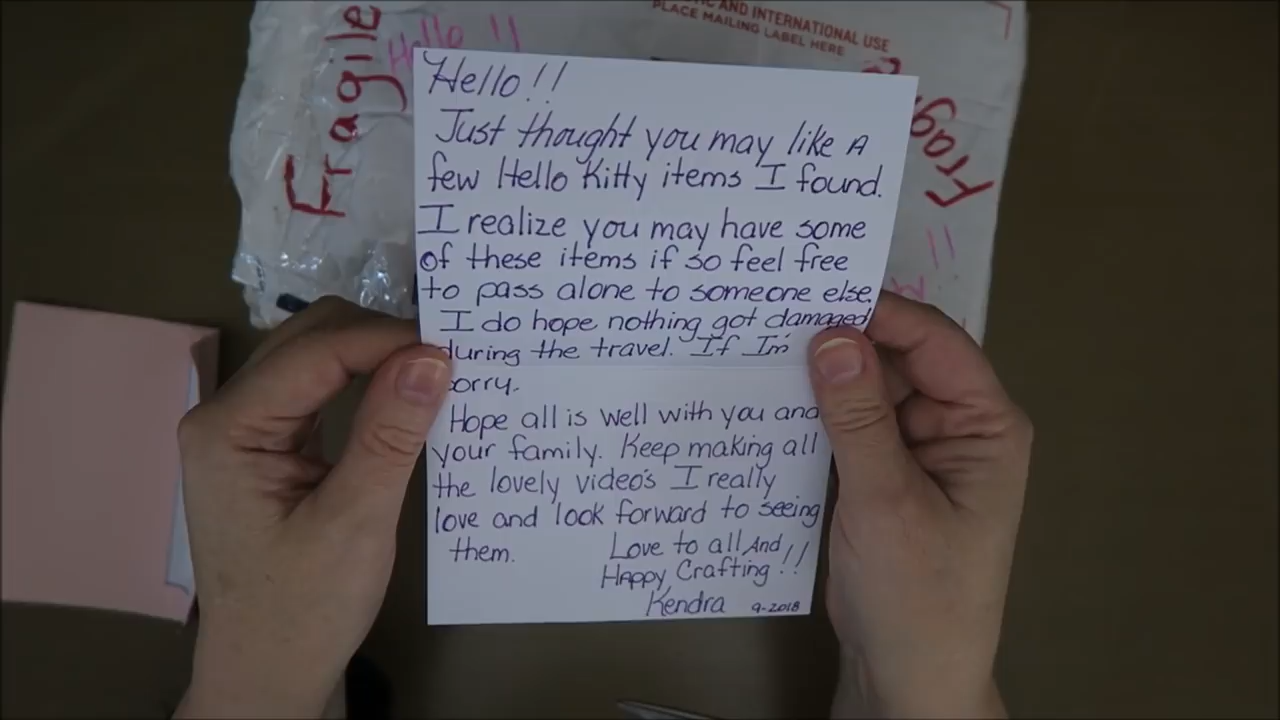 Fragile
Hello !!
IC AND INTERNATIONAL USE
PLACE MAILING LABEL HERE
Frag
!!
Hello!!
Just thought you may like A
few Hello Kitty items I found.
I realize you may have some
of these items if so feel free
to pass alone to someone else.
I do hope nothing got damaged
during the travel. If I'm
sorry.
Hope all is well with you and
your family. Keep making all
the lovely video's I really
love and look forward to seeing
them.
Love to all And
Happy Crafting!!
Kendra 9-2018